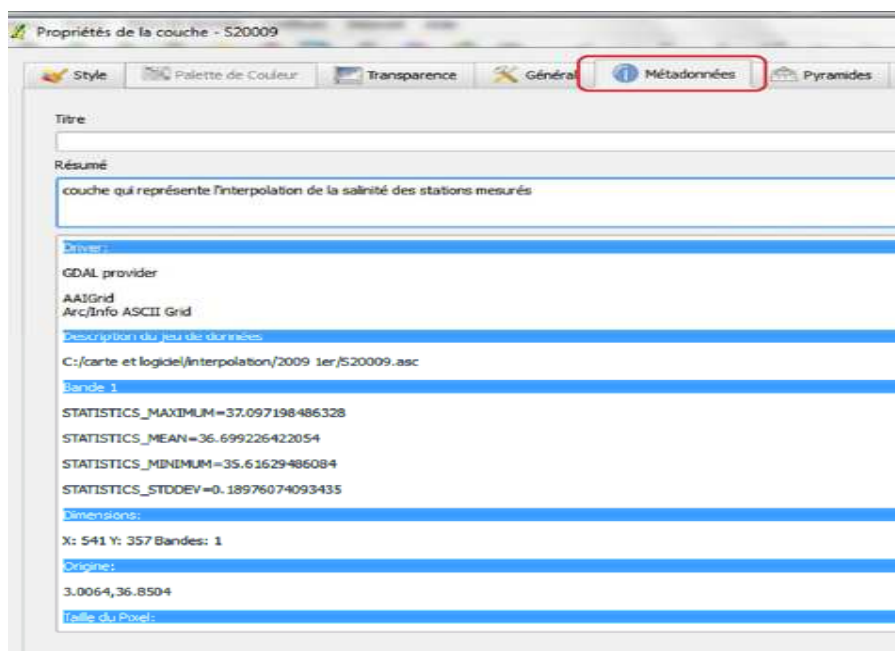 Propriétés de la couche - S20009
Style Palette de Couleur Transparence Général Métadonnées Pyramides
Titre
Résumé
couche qui représente l'interpolation de la salinité des stations mesurés
Driver:
GDAL provider
AAIGrid
Arc/Info ASCII Grid
Description du jeu de données
C:/carte et logiciel/interpolation/2009 1er/S20009.asc
Bande 1
STATISTICS_MAXIMUM=37.097198486328
STATISTICS_MEAN=36.699226422054
STATISTICS_MINIMUM=35.61629486084
STATISTICS_STDDEV=0.18976074093435
Dimensions:
X: 541 Y: 357 Bandes: 1
Origine:
3.0064,36.8504
Taille du Pixel: